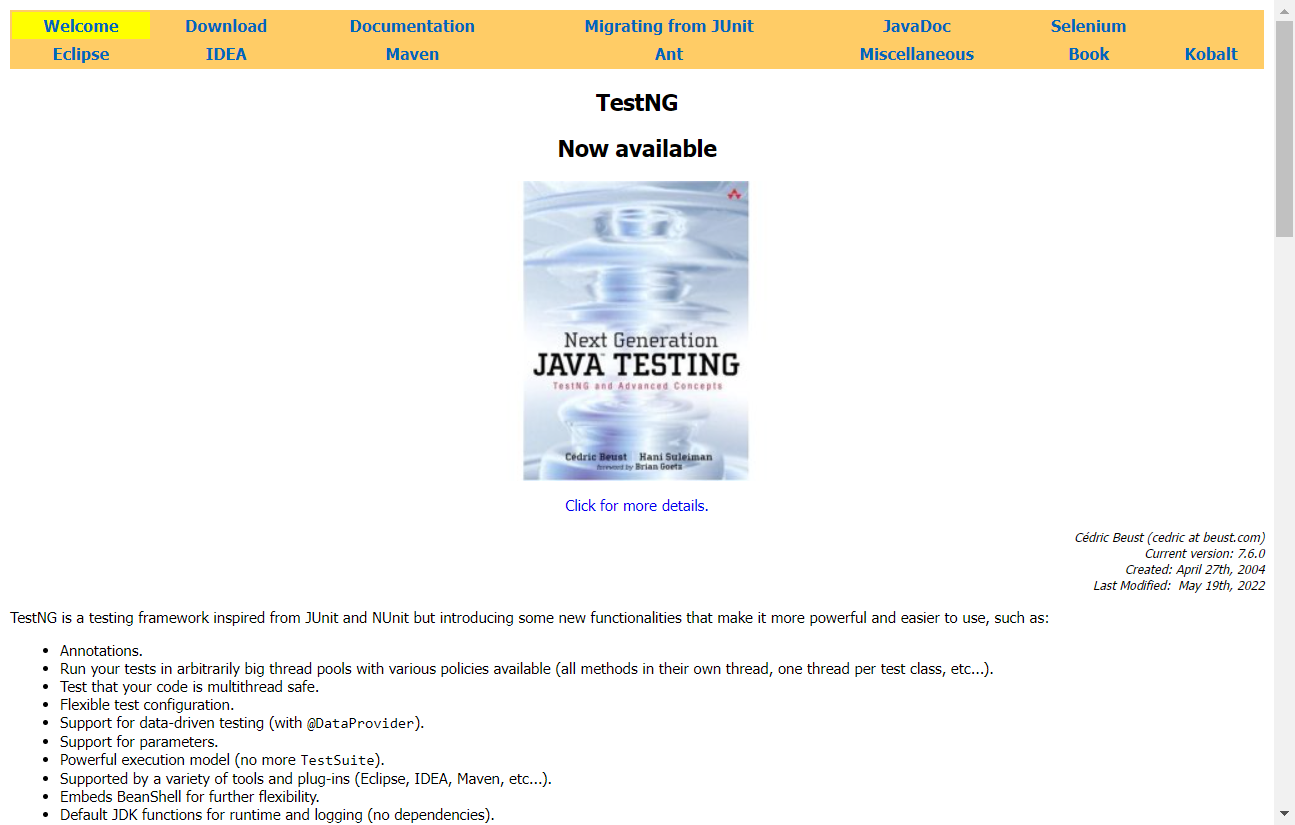 Welcome Download Documentation Migrating from JUnit JavaDoc Selenium
Eclipse IDEA Maven Ant Miscellaneous Book Kobalt
TestNG
Now available
Next Generation
JAVA™ TESTING
TestNG and Advanced Concepts
Cédric Beust | Hani Suleiman
foreword by Brian Goetz
Click for more details.
Cédric Beust (cedric at beust.com)
Current version: 7.6.0
Created: April 27th, 2004
Last Modified:  May 19th, 2022
TestNG is a testing framework inspired from JUnit and NUnit but introducing some new functionalities that make it more powerful and easier to use, such as:
• Annotations.
• Run your tests in arbitrarily big thread pools with various policies available (all methods in their own thread, one thread per test class, etc...).
• Test that your code is multithread safe.
• Flexible test configuration.
• Support for data-driven testing (with @DataProvider).
• Support for parameters.
• Powerful execution model (no more TestSuite).
• Supported by a variety of tools and plug-ins (Eclipse, IDEA, Maven, etc...).
• Embeds BeanShell for further flexibility.
• Default JDK functions for runtime and logging (no dependencies).